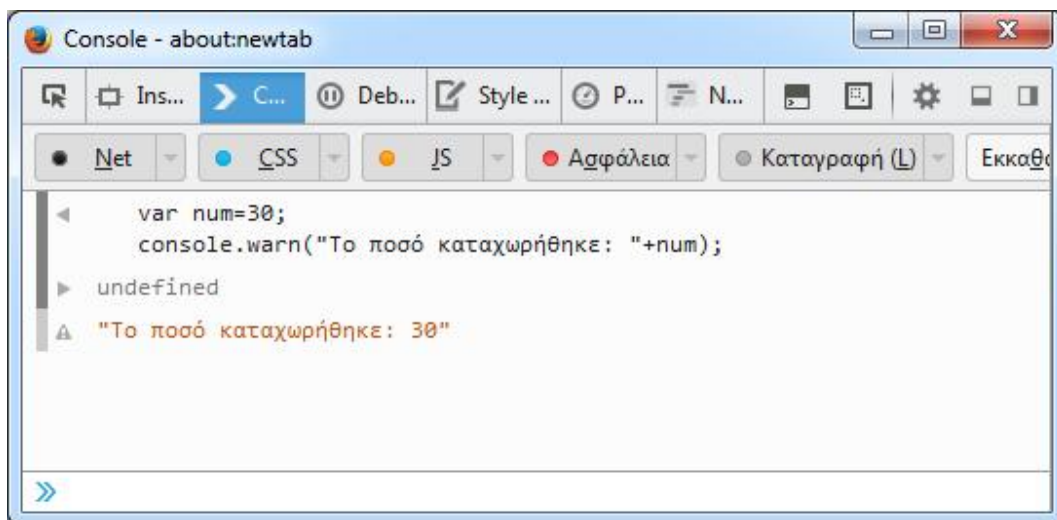 Console - about:newtab
Ins... C... Deb... Style ... P... N...
Net CSS JS Ασφάλεια Καταγραφή (L) Εκκαθα
var num=30;
console.warn("Το ποσό καταχωρήθηκε: "+num);
undefined
"Το ποσό καταχωρήθηκε: 30"